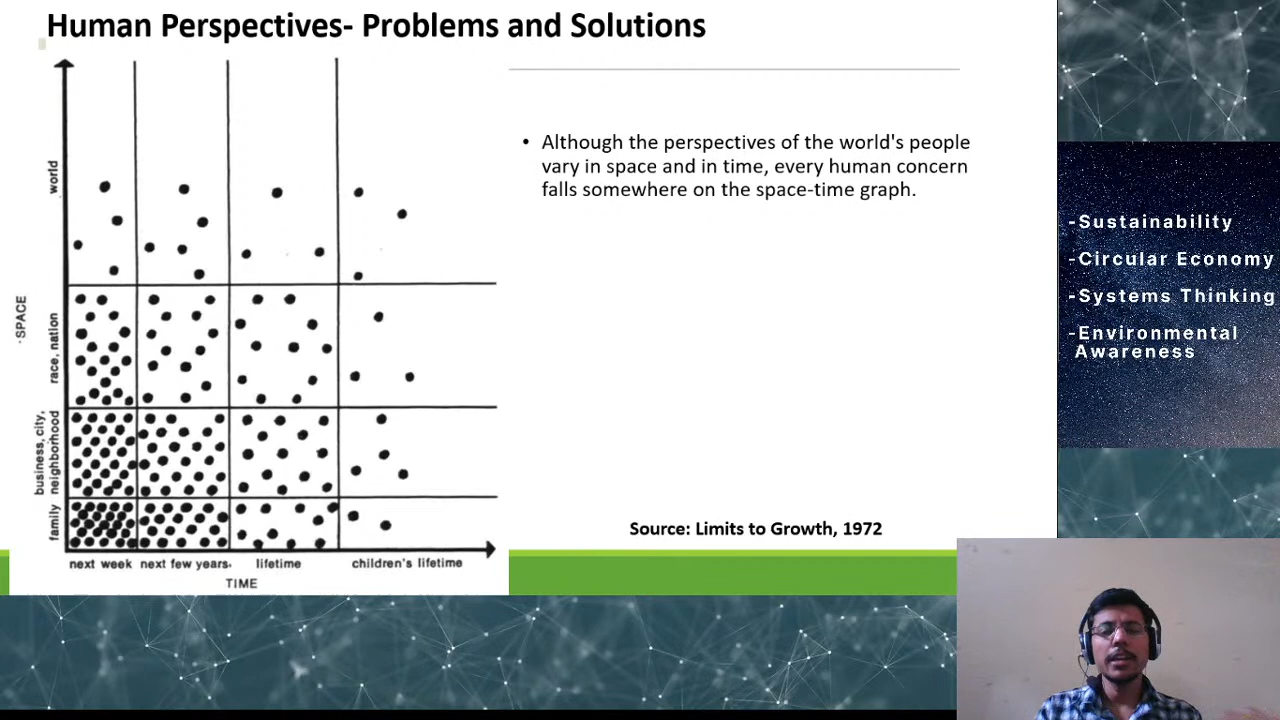 Human Perspectives- Problems and Solutions
• Although the perspectives of the world's people
vary in space and in time, every human concern
falls somewhere on the space-time graph.
SPACE
world
race, nation
business, city,
neighborhood
family
next week next few years. lifetime children's lifetime
TIME
Source: Limits to Growth, 1972
-Sustainability
-Circular Economy
-Systems Thinking
-Environmental
Awareness